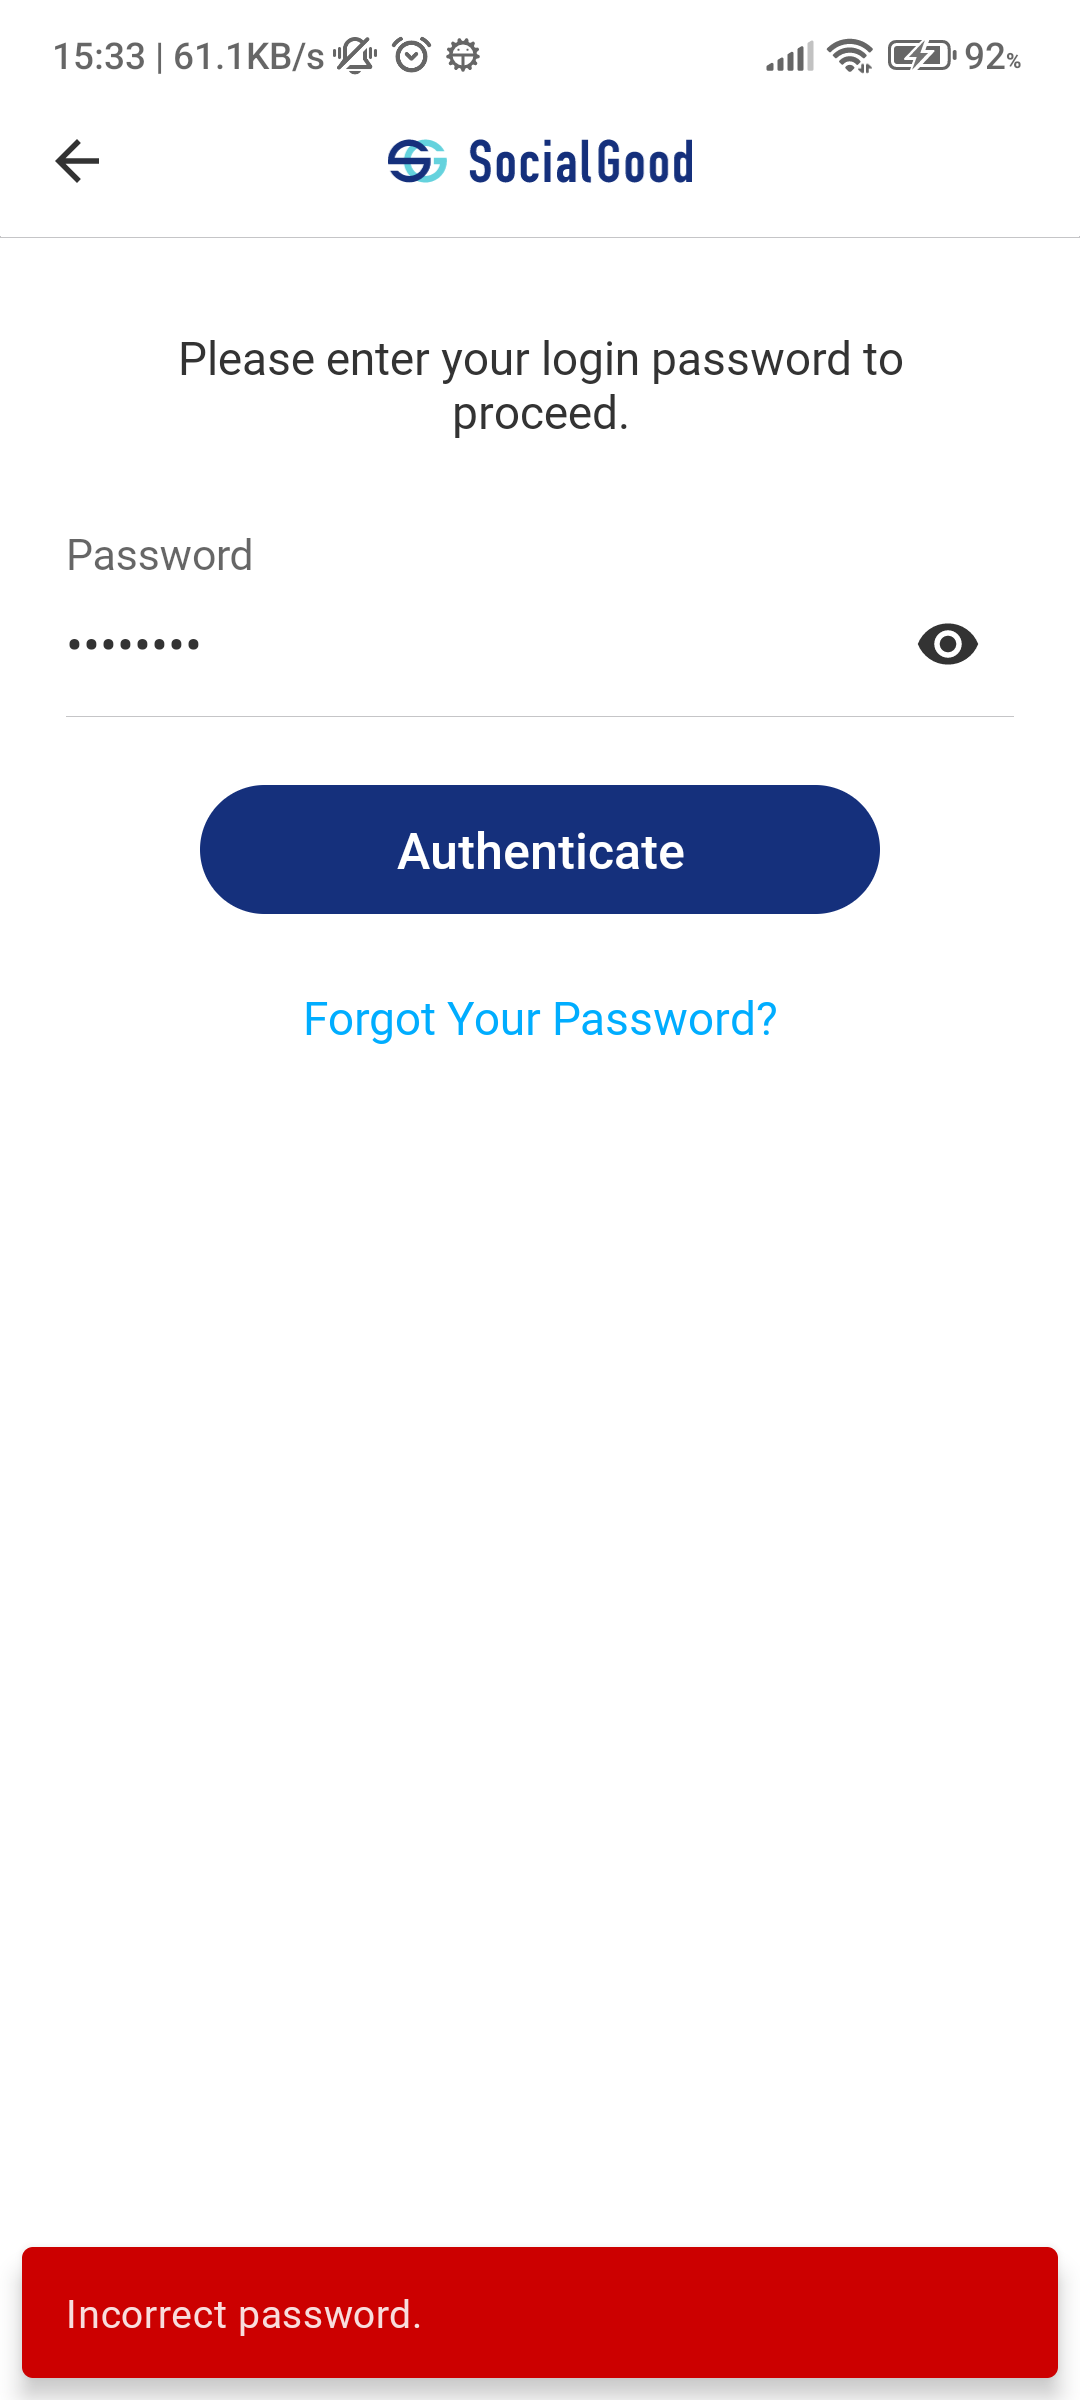 15:33 | 61.1KB/s 92%
SocialGood
Please enter your login password to
proceed.
Password
••••••••
Authenticate
Forgot Your Password?
Incorrect password.